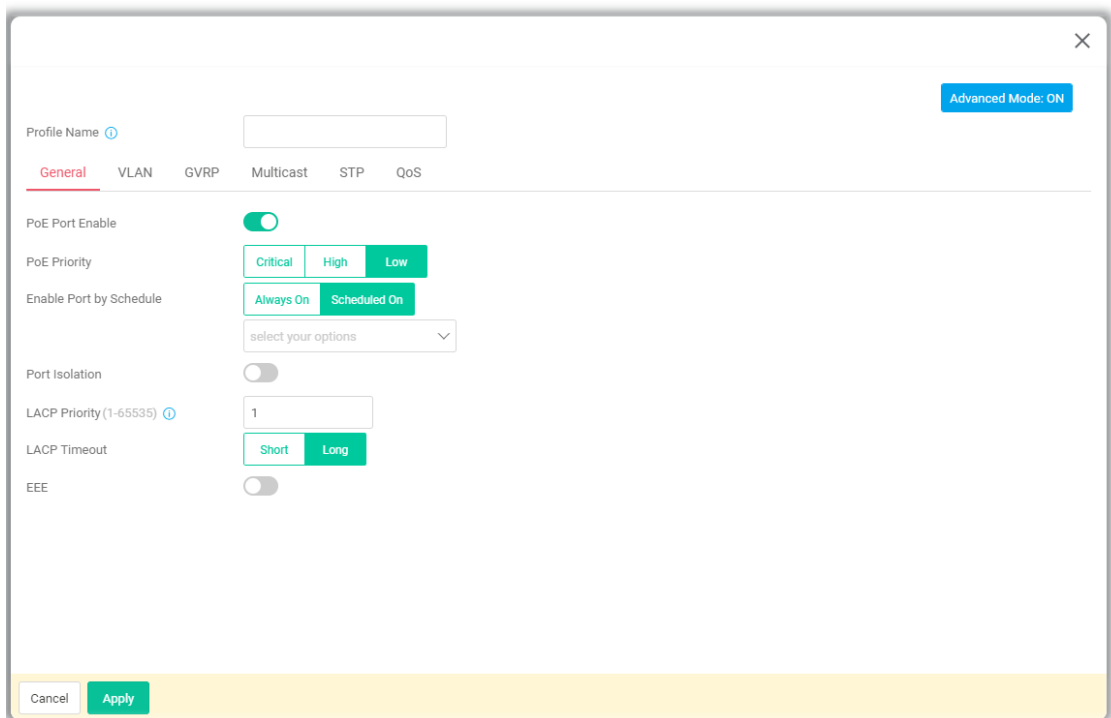 Advanced Mode: ON
Profile Name
General VLAN GVRP Multicast STP QoS
PoE Port Enable
PoE Priority Critical High Low
Enable Port by Schedule Always On Scheduled On
select your options
Port Isolation
LACP Priority (1-65535) 1
LACP Timeout Short Long
EEE
Cancel Apply